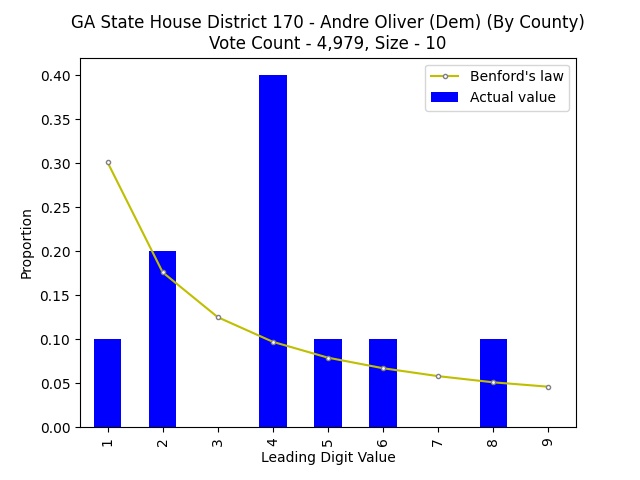 GA State House District 170 - Andre Oliver (Dem) (By County)
Vote Count - 4,979, Size - 10
Benford's law
Actual value
0.40
0.35
0.30
0.25
0.20
0.15
0.10
0.05
0.00
Proportion
1 2 3 4 5 6 7 8 9
Leading Digit Value